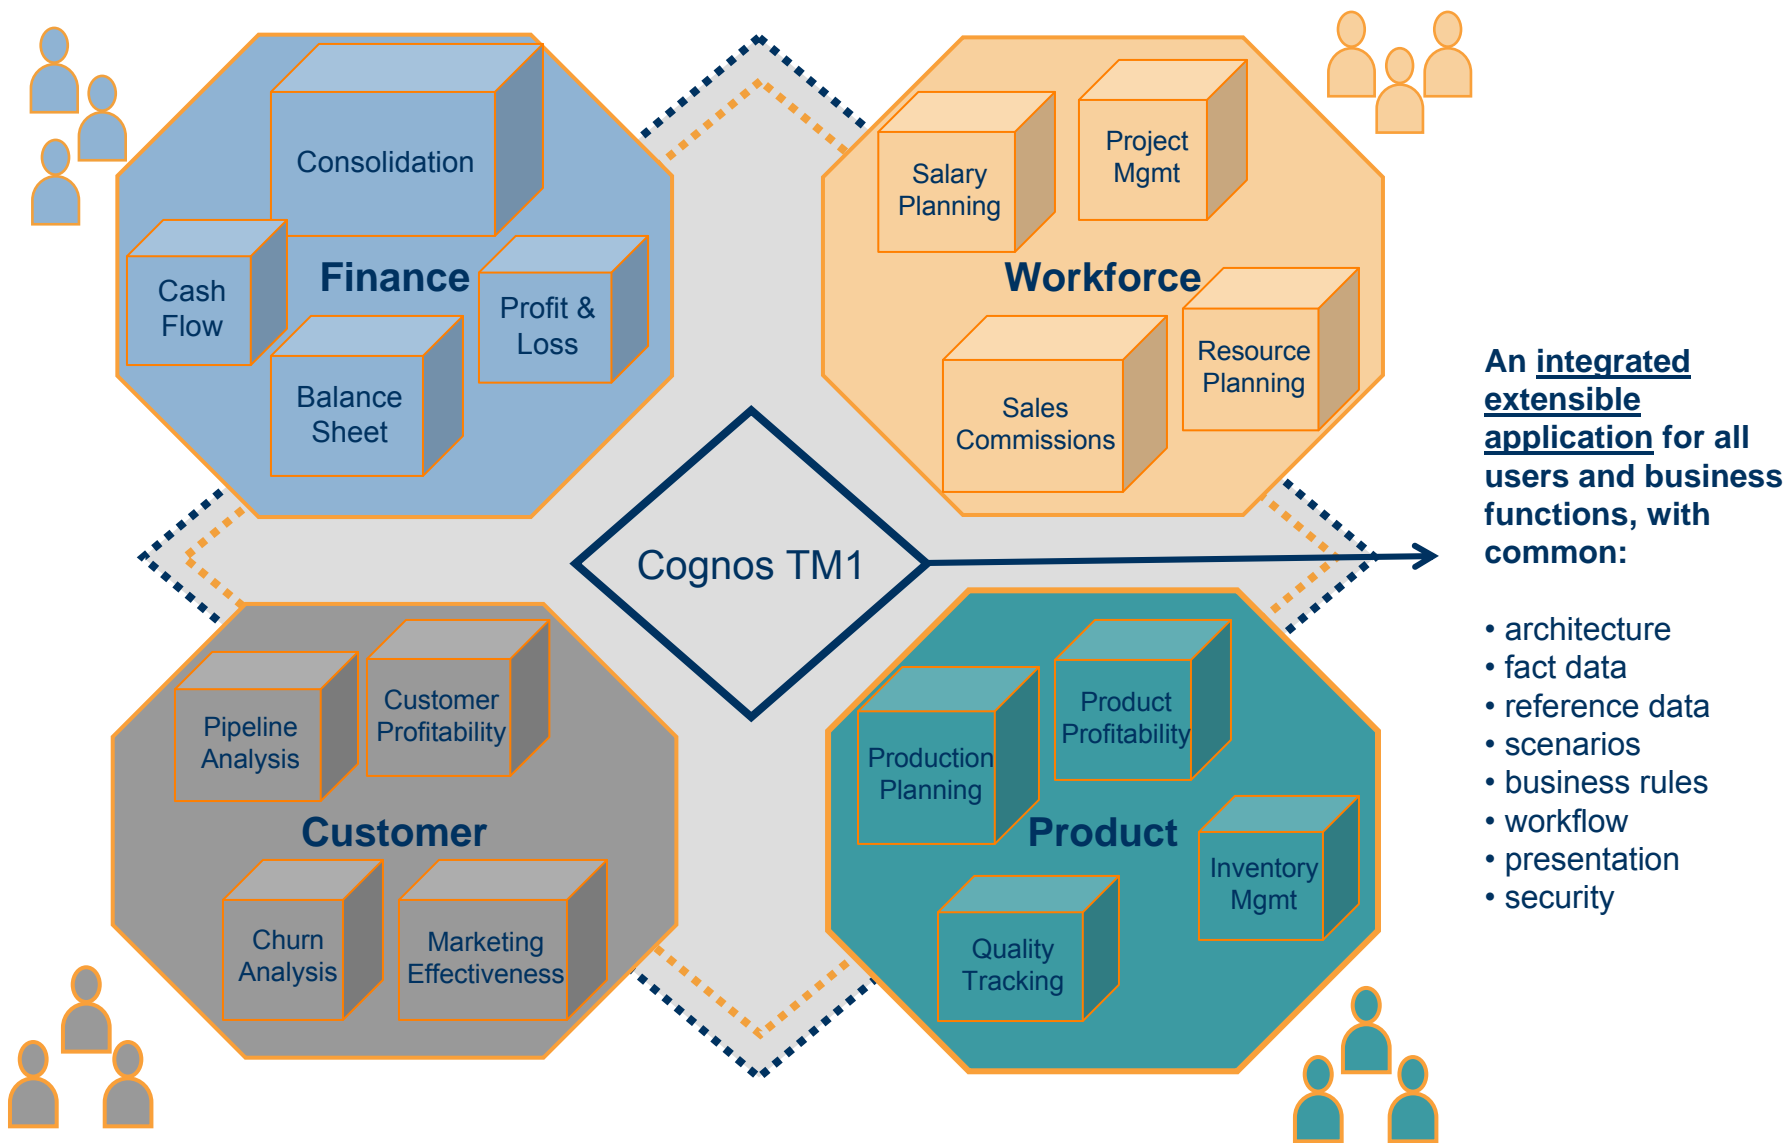 Consolidation
Cash
Flow
Finance
Profit &
Loss
Balance
Sheet
Salary
Planning
Project
Mgmt
Workforce
Resource
Planning
Sales
Commissions
Cognos TM1
Pipeline
Analysis
Customer
Profitability
Customer
Churn
Analysis
Marketing
Effectiveness
Production
Planning
Product
Profitability
Product
Inventory
Mgmt
Quality
Tracking
An integrated
extensible
application for all
users and business
functions, with
common:
• architecture
• fact data
• reference data
• scenarios
• business rules
• workflow
• presentation
• security